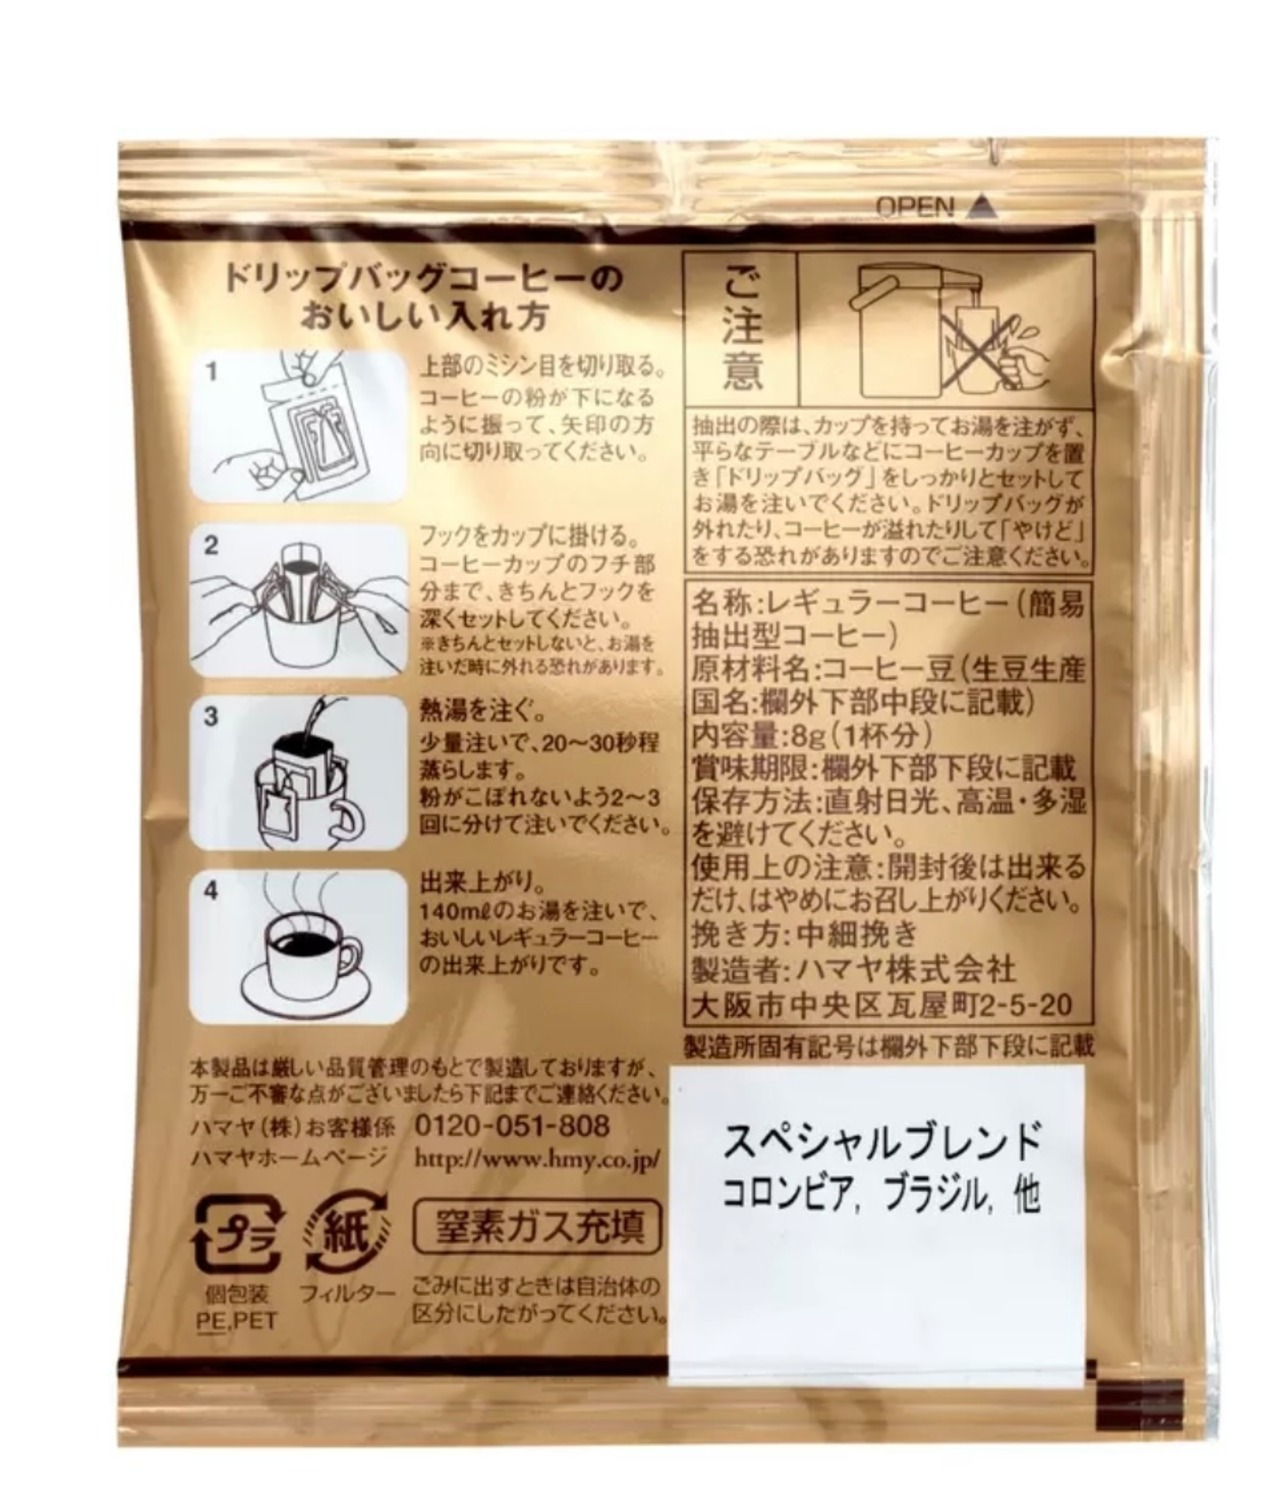 OPEN ▲
ドリップバッグコーヒーの
おいしい入れ方
1
上部のミシン目を切り取る。
コーヒーの粉が下になる
ように振って、矢印の方
向に切り取ってください。
2
フックをカップに掛ける。
コーヒーカップのフチ部
分まで、きちんとフックを
深くセットしてください。
※きちんとセットしないと、お湯を
注いだ時に外れる恐れがあります。
3
熱湯を注ぐ。
少量注いで、20〜30秒程
蒸らします。
粉がこぼれないよう2〜3
回に分けて注いでください。
4
出来上がり。
140mℓのお湯を注いで、
おいしいレギュラーコーヒー
の出来上がりです。
本製品は厳しい品質管理のもとで製造しておりますが、
万一ご不審な点がございましたら下記までご連絡ください。
ハマヤ(株)お客様係 0120-051-808
ハマヤホームページ http://www.hmy.co.jp/
プラ
個包装
PE,PET
紙
フィルター
窒素ガス充填
ごみに出すときは自治体の
区分にしたがってください。
ご注意
抽出の際は、カップを持ってお湯を注がず、
平らなテーブルなどにコーヒーカップを置
き「ドリップバッグ」をしっかりとセットして
お湯を注いでください。ドリップバッグが
外れたり、コーヒーが溢れたりして「やけど」
をする恐れがありますのでご注意ください。
名称:レギュラーコーヒー(簡易
抽出型コーヒー)
原材料名:コーヒー豆(生豆生産
国名:欄外下部中段に記載)
内容量:8g(1杯分)
賞味期限:欄外下部下段に記載
保存方法:直射日光、高温・多湿
を避けてください。
使用上の注意:開封後は出来る
だけ、はやめにお召し上がりください。
挽き方:中細挽き
製造者:ハマヤ株式会社
大阪市中央区瓦屋町2-5-20
製造所固有記号は欄外下部下段に記載
スペシャルブレンド
コロンビア, ブラジル, 他